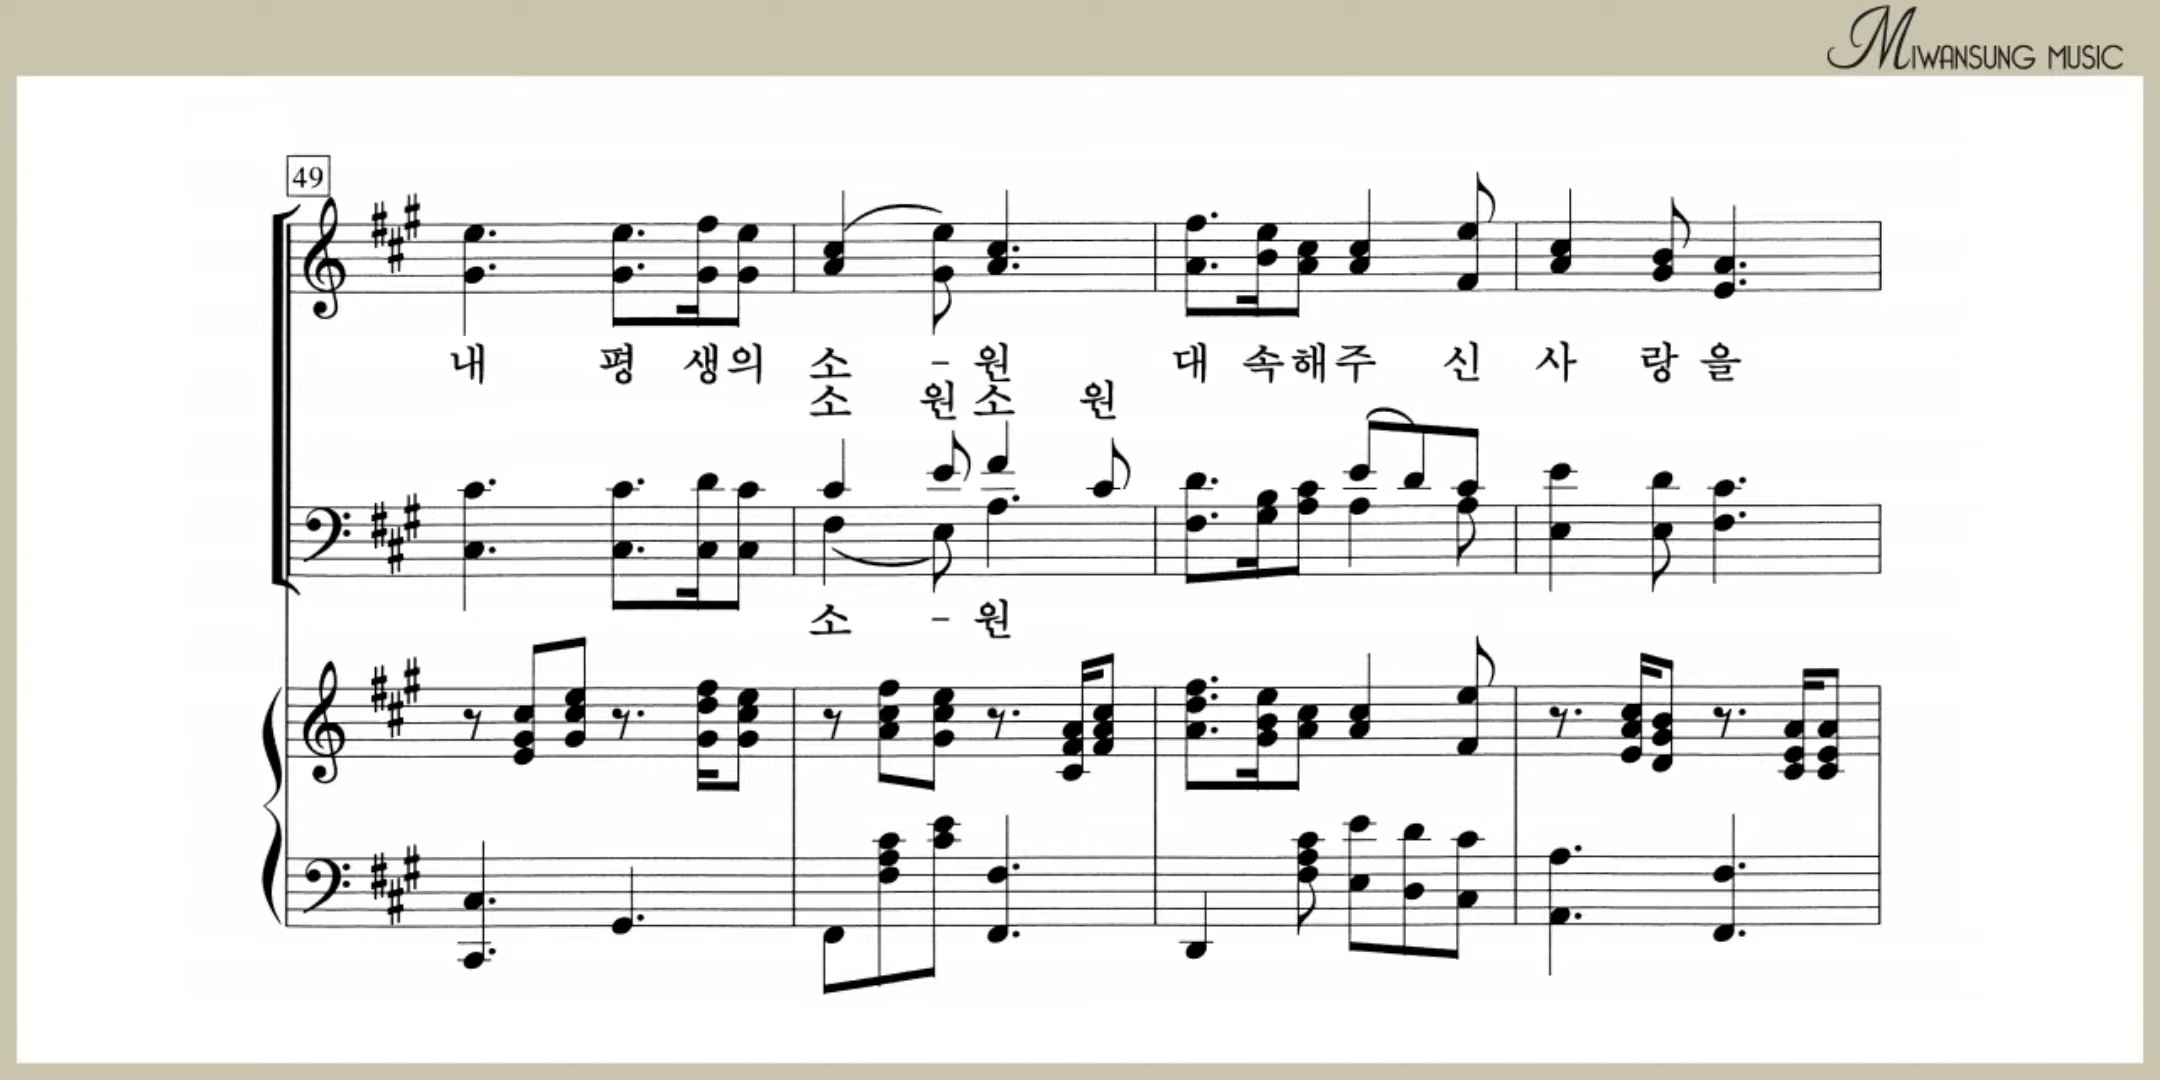 MIWANSUNG MUSIC
49
내 평 생의 소 - 원 대 속해주 신 사 랑 을
소 원소 원
소 - 원